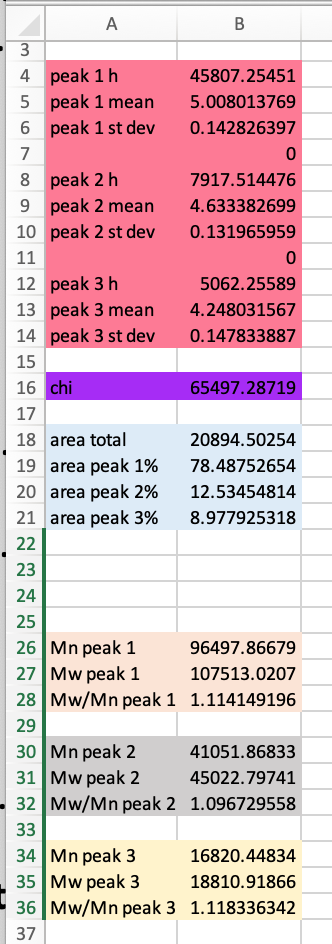 A B
3
4 peak 1 h 45807.25451
5 peak 1 mean 5.008013769
6 peak 1 st dev 0.142826397
7 0
8 peak 2 h 7917.514476
9 peak 2 mean 4.633382699
10 peak 2 st dev 0.131965959
11 0
12 peak 3 h 5062.25589
13 peak 3 mean 4.248031567
14 peak 3 st dev 0.147833887
15
16 chi 65497.28719
17
18 area total 20894.50254
19 area peak 1% 78.48752654
20 area peak 2% 12.53454814
21 area peak 3% 8.977925318
22
23
24
25
26 Mn peak 1 96497.86679
27 Mw peak 1 107513.0207
28 Mw/Mn peak 1 1.114149196
29
30 Mn peak 2 41051.86833
31 Mw peak 2 45022.79741
32 Mw/Mn peak 2 1.096729558
33
34 Mn peak 3 16820.44834
35 Mw peak 3 18810.91866
36 Mw/Mn peak 3 1.118336342
37